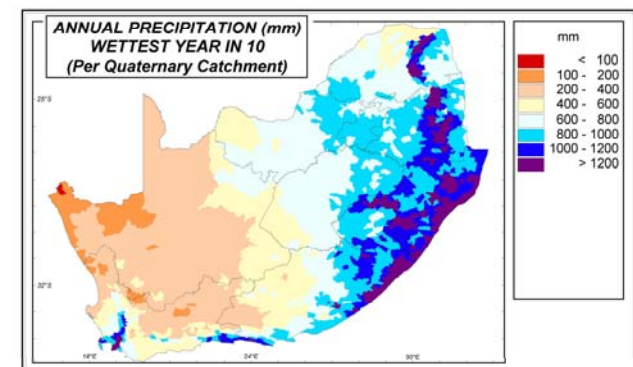 ANNUAL PRECIPITATION (mm)
WETTEST YEAR IN 10
(Per Quaternary Catchment)
mm
< 100
100 - 200
200 - 400
400 - 600
600 - 800
800 - 1000
1000 - 1200
> 1200
28°S
32°S
18°E
24°E
30°E